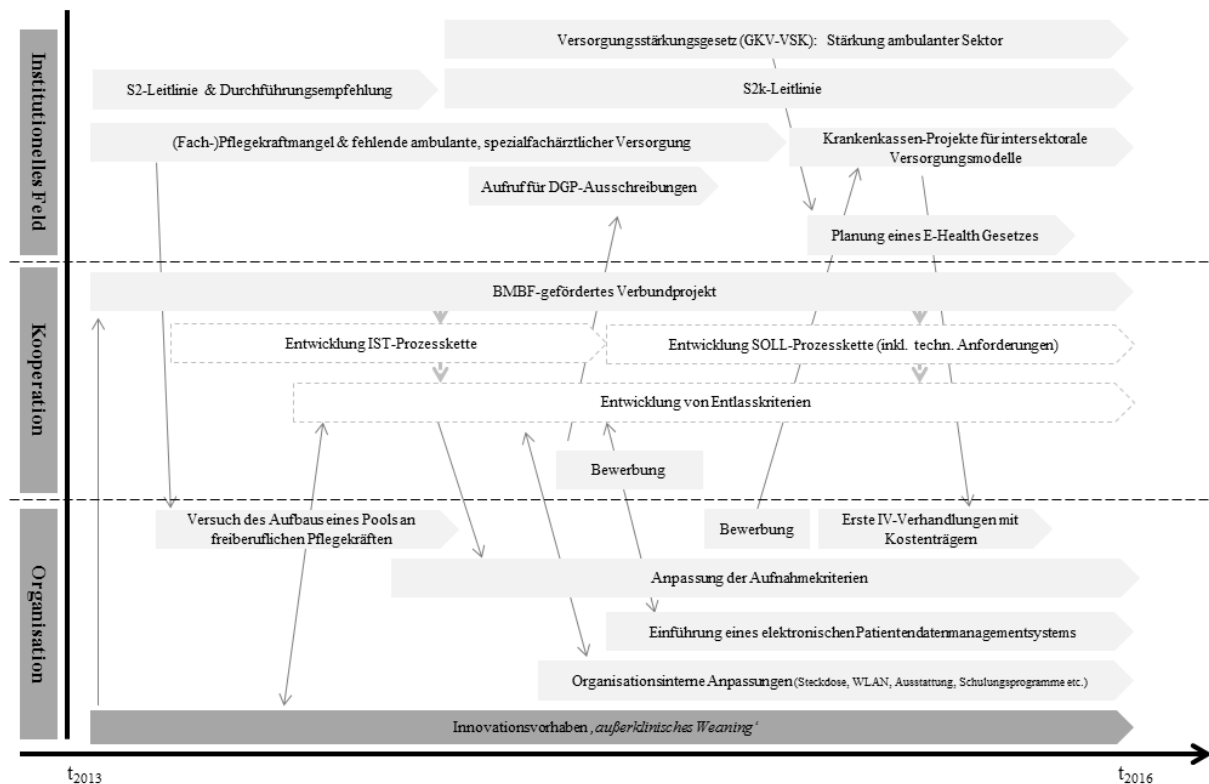 Institutionelles Feld
Versorgungsstärkungsgesetz (GKV-VSK): Stärkung ambulanter Sektor
S2-Leitlinie & Durchführungsempfehlung
S2k-Leitlinie
(Fach-)Pflegekraftmangel & fehlende ambulante, spezialfachärztlicher Versorgung
Krankenkassen-Projekte für intersektorale
Versorgungsmodelle
Aufruf für DGP-Ausschreibungen
Planung eines E-Health Gesetzes
Kooperation
BMBF-gefördertes Verbundprojekt
Entwicklung IST-Prozesskette
Entwicklung SOLL-Prozesskette (inkl. techn. Anforderungen)
Entwicklung von Entlasskriterien
Bewerbung
Organisation
Versuch des Aufbaus eines Pools an
freiberuflichen Pflegekräften
Bewerbung
Erste IV-Verhandlungen mit
Kostenträgern
Anpassung der Aufnahmekriterien
Einführung eines elektronischen Patientendatenmanagementsystems
Organisationsinterne Anpassungen (Steckdose, WLAN, Ausstattung, Schulungsprogramme etc.)
Innovationsvorhaben ‚außerklinisches Weaning‘
t2013
t2016